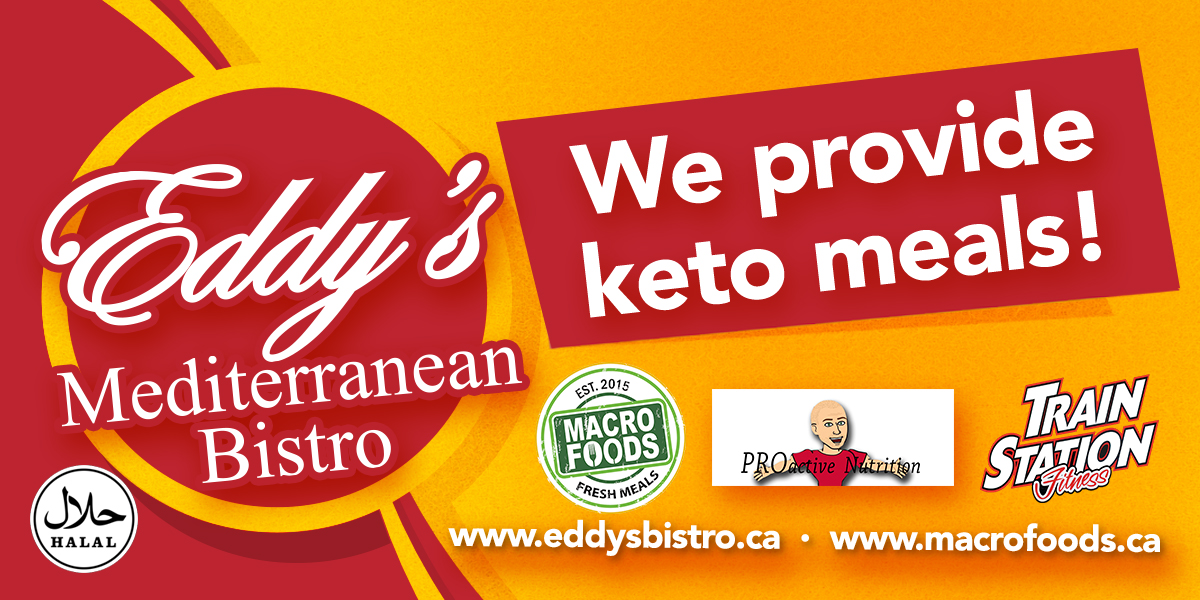 Eddy's
Mediterranean
Bistro
حلال
HALAL
We provide
keto meals!
EST. 2015
MACRO
FOODS
FRESH MEALS
PROactive Nutrition
TRAIN
STATION
Fitness
www.eddysbistro.ca • www.macrofoods.ca